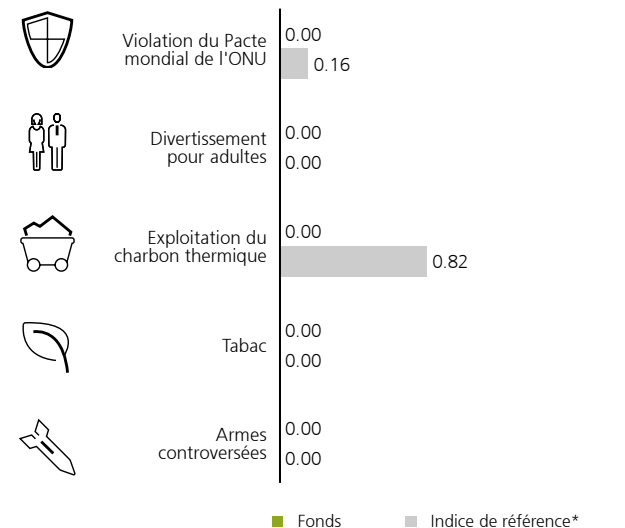 Violation du Pacte
mondial de l'ONU
0.00
0.16
Divertissement
pour adultes
0.00
0.00
Exploitation du
charbon thermique
0.00
0.82
Tabac
0.00
0.00
Armes
controversées
0.00
0.00
Fonds Indice de référence*